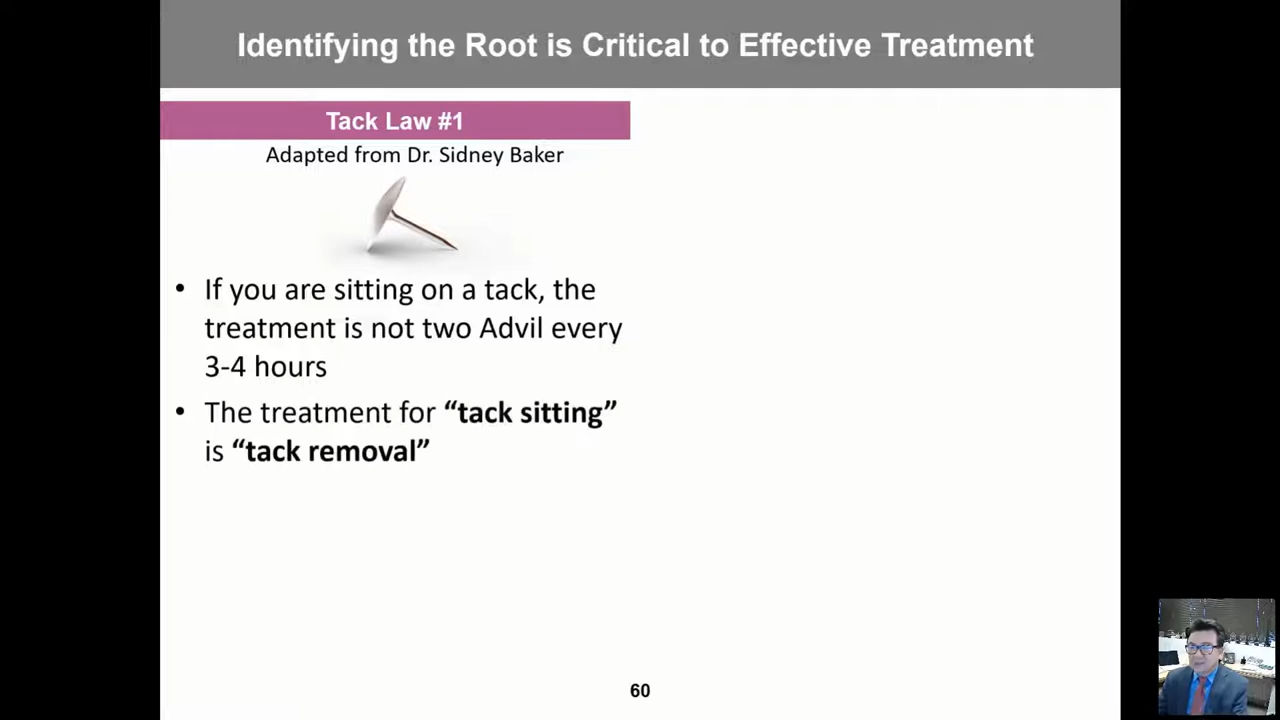 Identifying the Root is Critical to Effective Treatment
Tack Law #1
Adapted from Dr. Sidney Baker
• If you are sitting on a tack, the
treatment is not two Advil every
3-4 hours
• The treatment for “tack sitting”
is “tack removal”
60